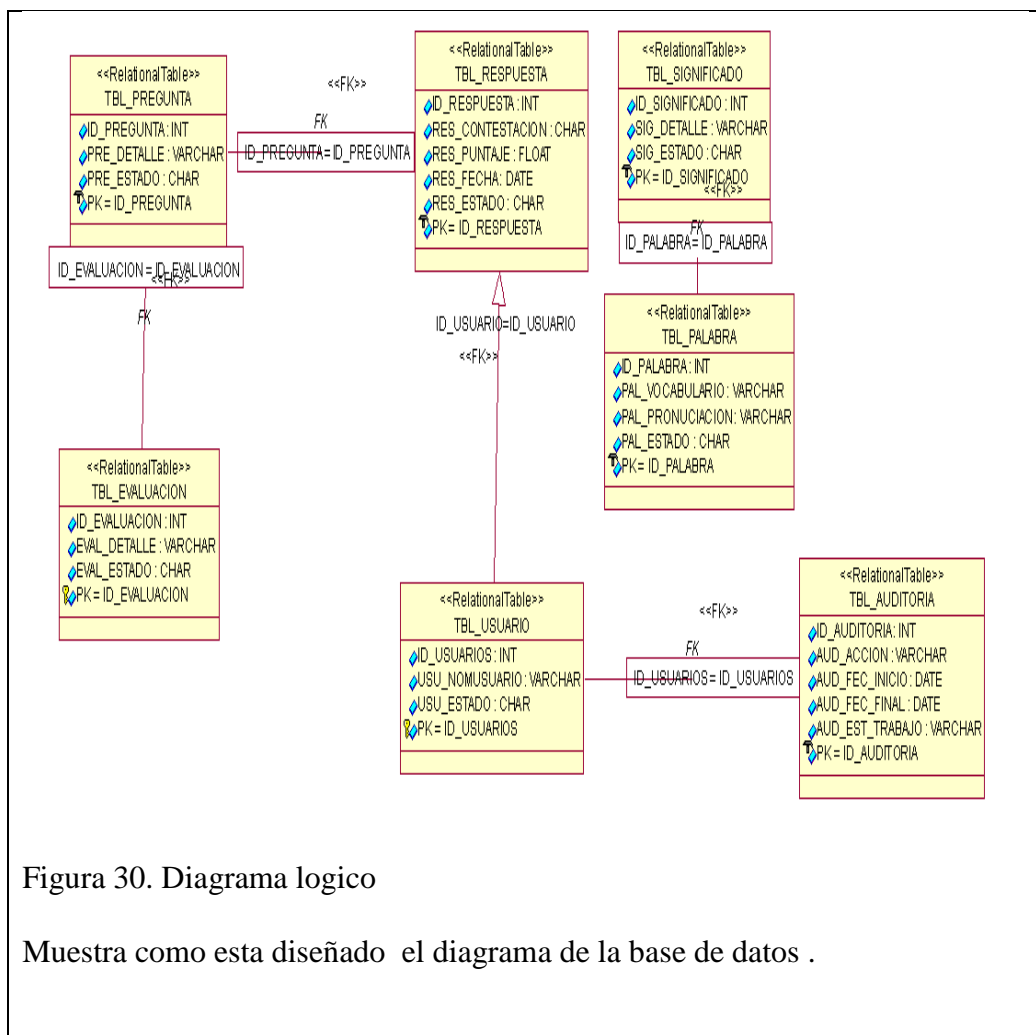 <<RelationalTable>>
TBL_PREGUNTA
ID_PREGUNTA : INT
PRE_DETALLE : VARCHAR
PRE_ESTADO : CHAR
PK = ID_PREGUNTA
<<FK>>
FK
ID_PREGUNTA= ID_PREGUNTA
<<RelationalTable>>
TBL_RESPUESTA
ID_RESPUESTA : INT
RES_CONTESTACION : CHAR
RES_PUNTAJE : FLOAT
RES_FECHA : DATE
RES_ESTADO : CHAR
PK = ID_RESPUESTA
<<RelationalTable>>
TBL_SIGNIFICADO
ID_SIGNIFICADO : INT
SIG_DETALLE : VARCHAR
SIG_ESTADO : CHAR
PK = ID_SIGNIFICADO
<<FK>>
FK
ID_PALABRA= ID_PALABRA
ID_EVALUACION = ID_EVALUACION
<<FK>>
FK
ID_USUARIO=ID_USUARIO
<<FK>>
<<RelationalTable>>
TBL_PALABRA
ID_PALABRA : INT
PAL_VOCABULARIO : VARCHAR
PAL_PRONUCIACION : VARCHAR
PAL_ESTADO : CHAR
PK = ID_PALABRA
<<RelationalTable>>
TBL_EVALUACION
ID_EVALUACION : INT
EVAL_DETALLE : VARCHAR
EVAL_ESTADO : CHAR
PK = ID_EVALUACION
<<RelationalTable>>
TBL_USUARIO
ID_USUARIOS : INT
USU_NOMUSUARIO : VARCHAR
USU_ESTADO : CHAR
PK = ID_USUARIOS
<<FK>>
FK
ID_USUARIOS = ID_USUARIOS
<<RelationalTable>>
TBL_AUDITORIA
ID_AUDITORIA : INT
AUD_ACCION : VARCHAR
AUD_FEC_INICIO : DATE
AUD_FEC_FINAL : DATE
AUD_EST_TRABAJO : VARCHAR
PK = ID_AUDITORIA
Figura 30. Diagrama logico
Muestra como esta diseñado el diagrama de la base de datos .